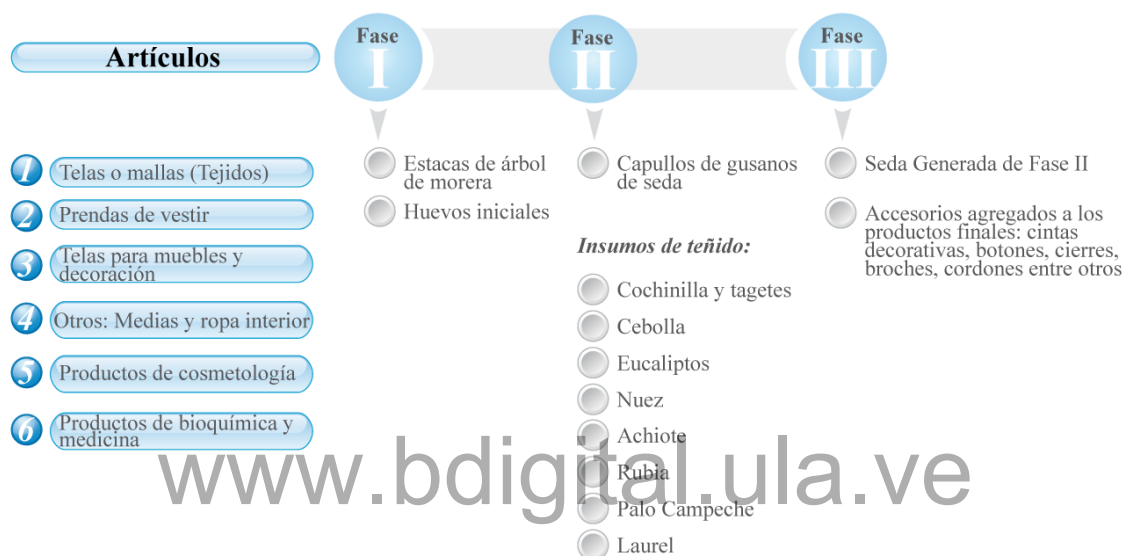 Artículos
1 Telas o mallas (Tejidos)
2 Prendas de vestir
3 Telas para muebles y
decoración
4 Otros: Medias y ropa interior
5 Productos de cosmetología
6 Productos de bioquímica y
medicina
Fase
I
Estacas de árbol
de morera
Huevos iniciales
Fase
II
Capullos de gusanos
de seda
Insumos de teñido:
Cochinilla y tagetes
Cebolla
Eucaliptos
Nuez
Achiote
Rubia
Palo Campeche
Laurel
Fase
III
Seda Generada de Fase II
Accesorios agregados a los
productos finales: cintas
decorativas, botones, cierres,
broches, cordones entre otros
www.bdigital.ula.ve